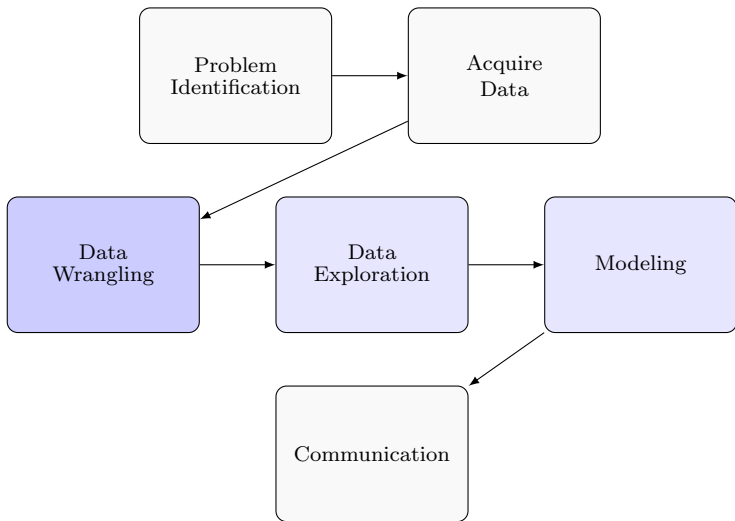 Problem
Identification
Acquire
Data
Data
Wrangling
Data
Exploration
Modeling
Communication